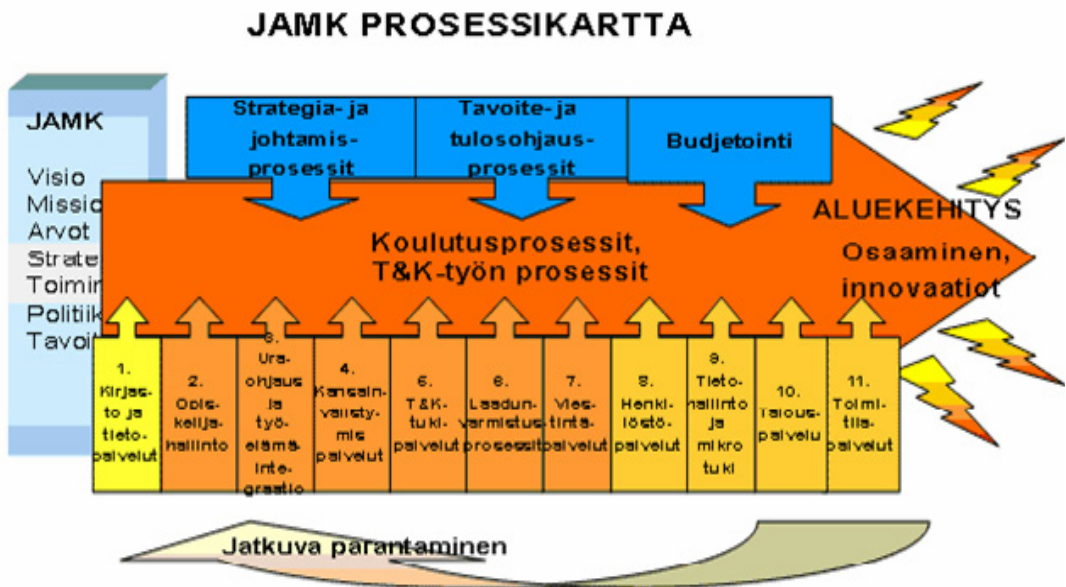 JAMK PROSESSIKARTTA
JAMK
Visio
Missio
Arvot
Strate
Toimin
Politiik
Tavoit
Strategia- ja
johtamis-
prosessit
Tavoite- ja
tulosohjaus-
prosessit
Budjetointi
Koulutusprosessit,
T&K-työn prosessit
ALUEKEHITYS
Osaaminen,
innovaatiot
1.
Kirjas-
to ja
tieto-
palvelut
2.
Opis-
kelija-
hallinto
3.
Ura-
ohjaus
ja
työ-
elämä-
inte-
graatio
4.
Kansain-
välisty-
mis
palvelut
5.
T&K-
tuki-
palvelut
6.
Laadun-
varmistus-
prosessit
7.
Vies-
tintä-
palvelut
8.
Henki-
löstö-
palvelut
9.
Tieto-
hallinto
ja
mikro
tuki
10.
Talous-
palvelu
11.
Toimi-
tila-
palvelut
Jatkuva parantaminen